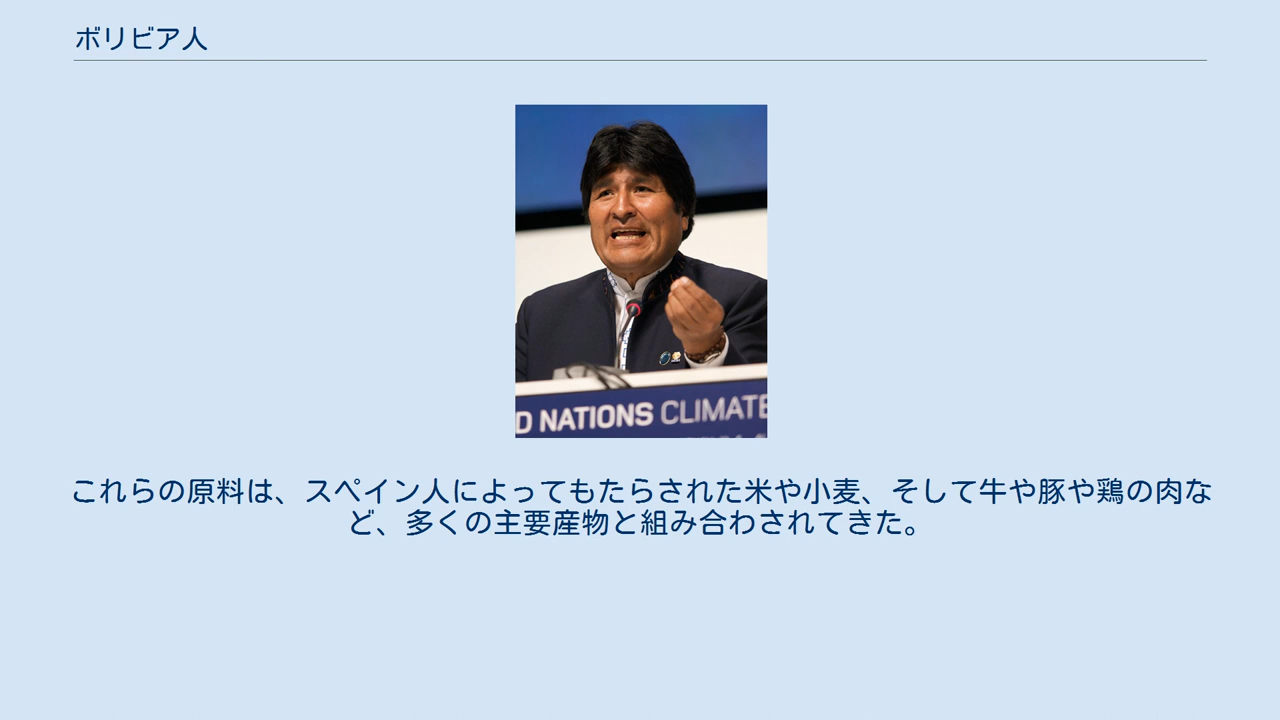 ボリビア人
D NATIONS CLIMATE
これらの原料は、スペイン人によってもたらされた米や小麦、そして牛や豚や鶏の肉な
ど、多くの主要産物と組み合わされてきた。